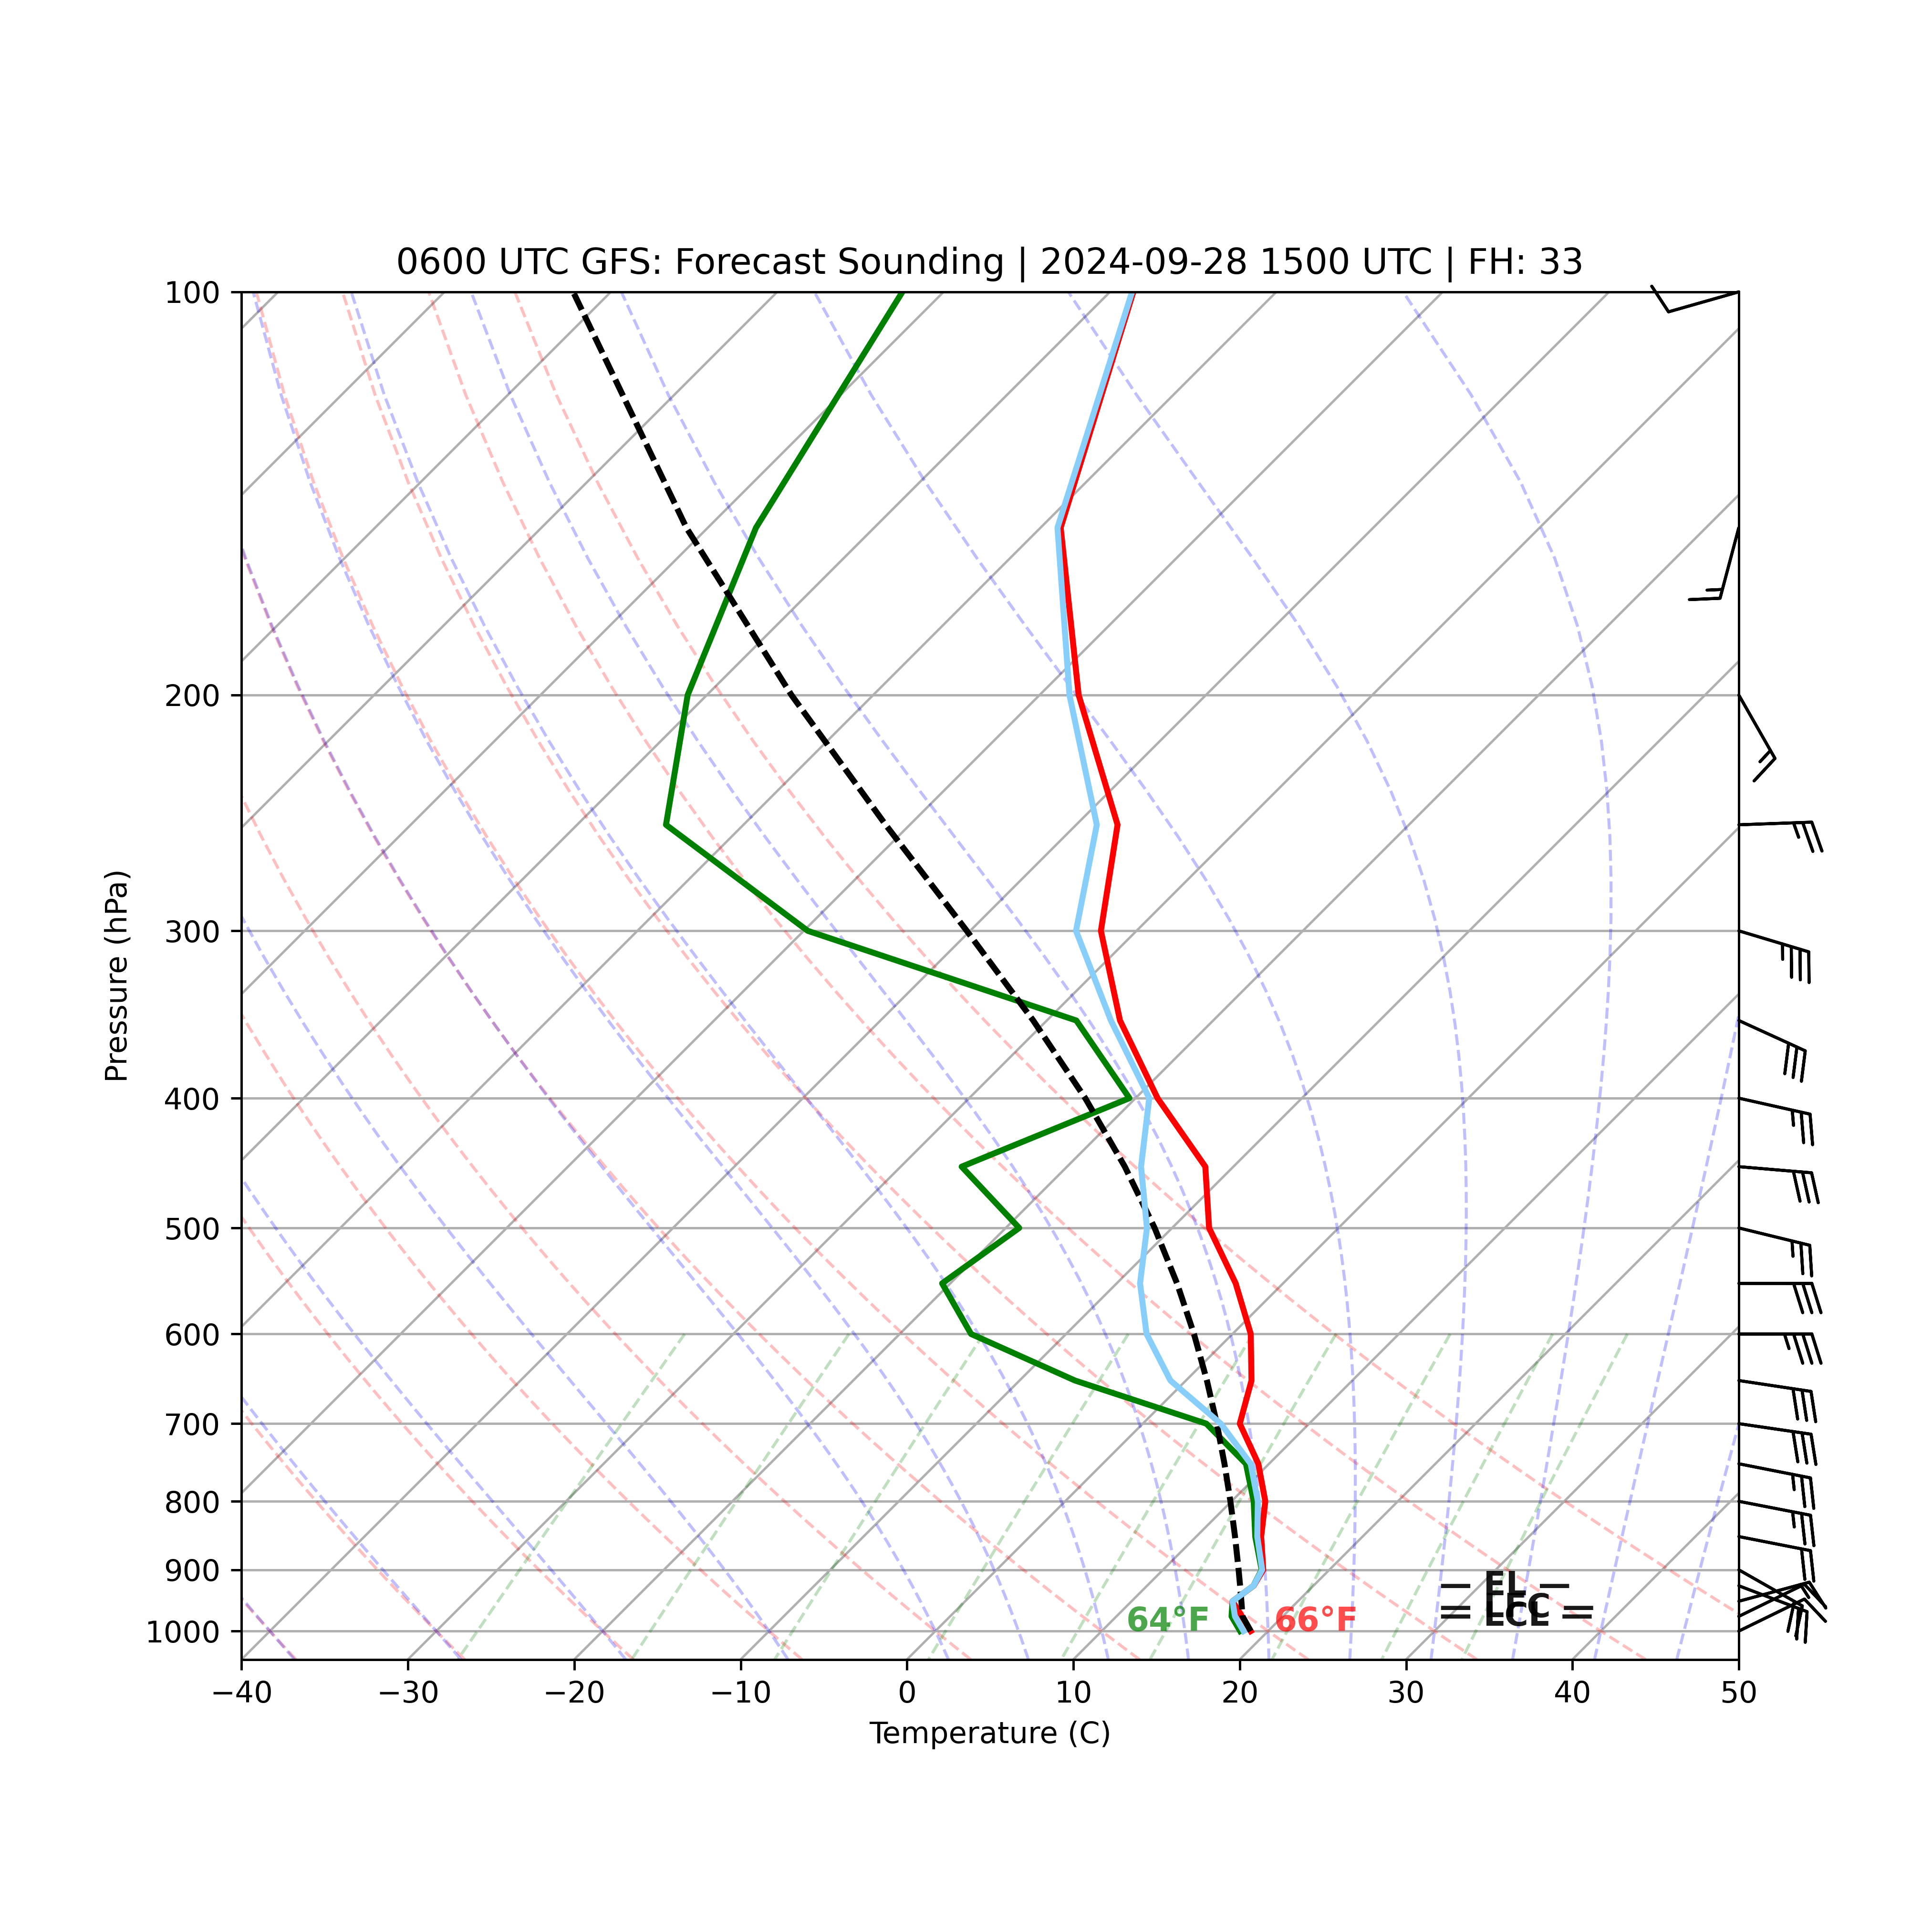 0600 UTC GFS: Forecast Sounding | 2024-09-28 1500 UTC | FH: 33
100
200
300
400
500
600
700
800
900
1000
Pressure (hPa)
— EL —
— LCL —
64°F
66°F
−40 −30 −20 −10 0 10 20 30 40 50
Temperature (C)